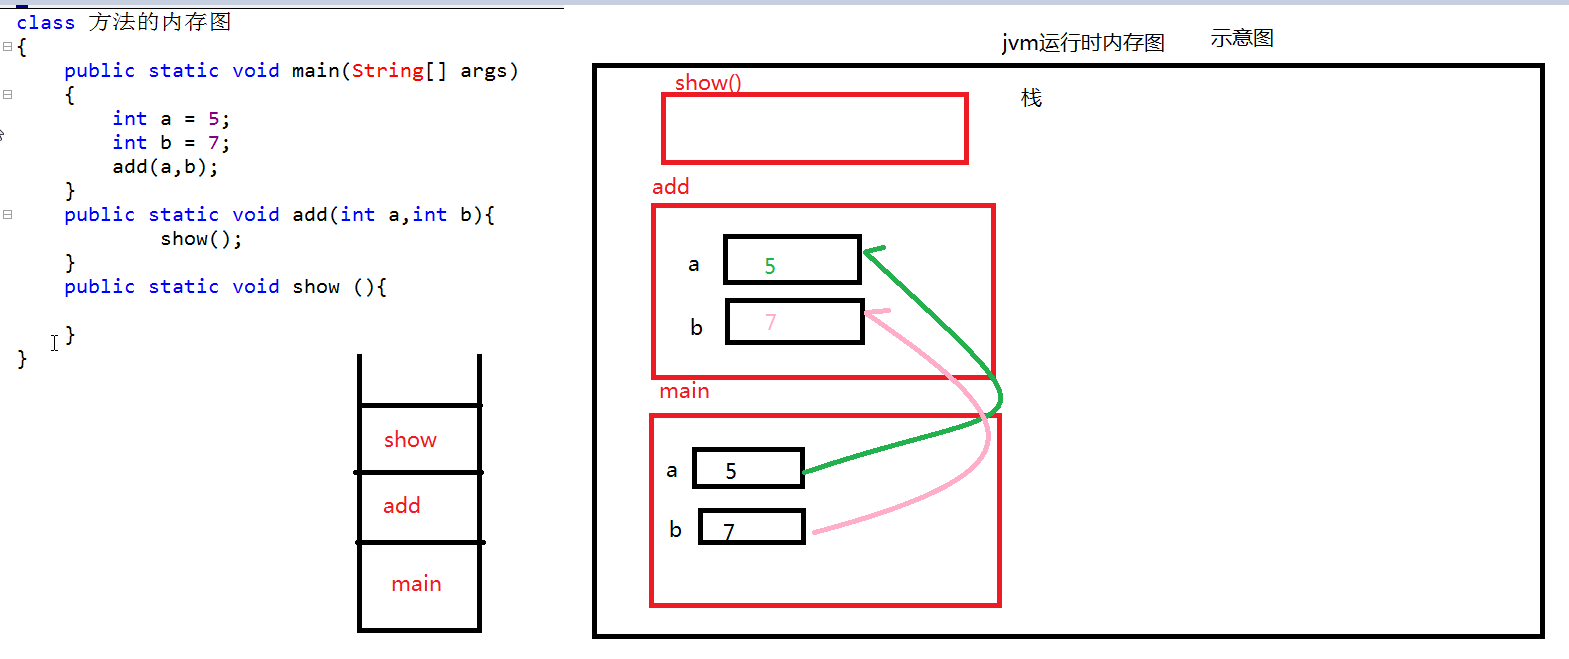 class 方法的内存图
{
public static void main(String[] args)
{
int a = 5;
int b = 7;
add(a,b);
}
public static void add(int a,int b){
show();
}
public static void show (){
}
}
show
add
main
jvm运行时内存图 示意图
栈
show()
add
a 5
b 7
main
a 5
b 7